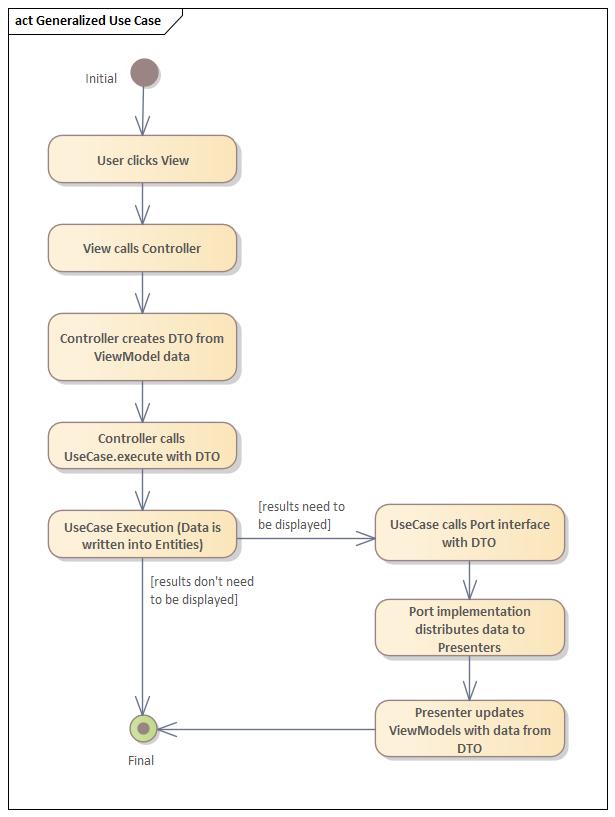 act Generalized Use Case
Initial
User clicks View
View calls Controller
Controller creates DTO from
ViewModel data
Controller calls
UseCase.execute with DTO
UseCase Execution (Data is
written into Entities)
[results need to
be displayed]
UseCase calls Port interface
with DTO
[results don't need
to be displayed]
Port implementation
distributes data to
Presenters
Presenter updates
ViewModels with data from
DTO
Final